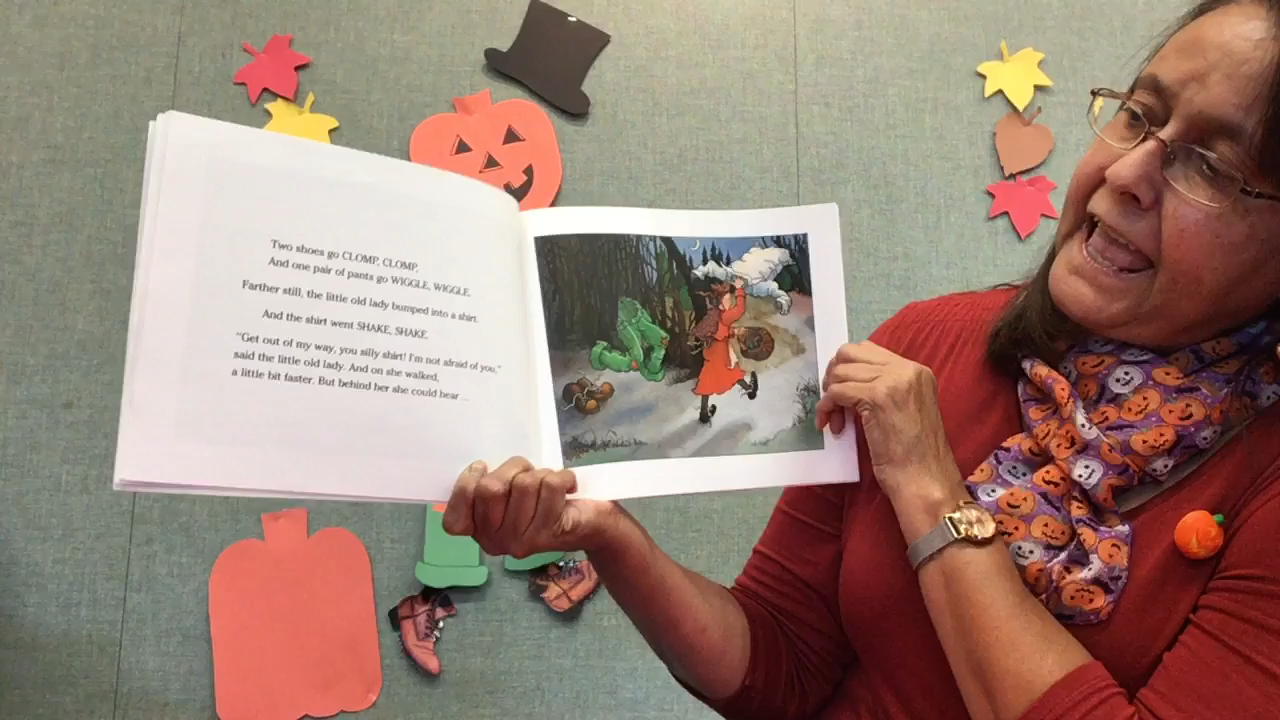 Two shoes go CLOMP, CLOMP,
And one pair of pants go WIGGLE, WIGGLE.
Farther still, the little old lady bumped into a shirt.
And the shirt went SHAKE, SHAKE.
"Get out of my way, you silly shirt! I'm not afraid of you,"
said the little old lady. And on she walked,
a little bit faster. But behind her she could hear ...